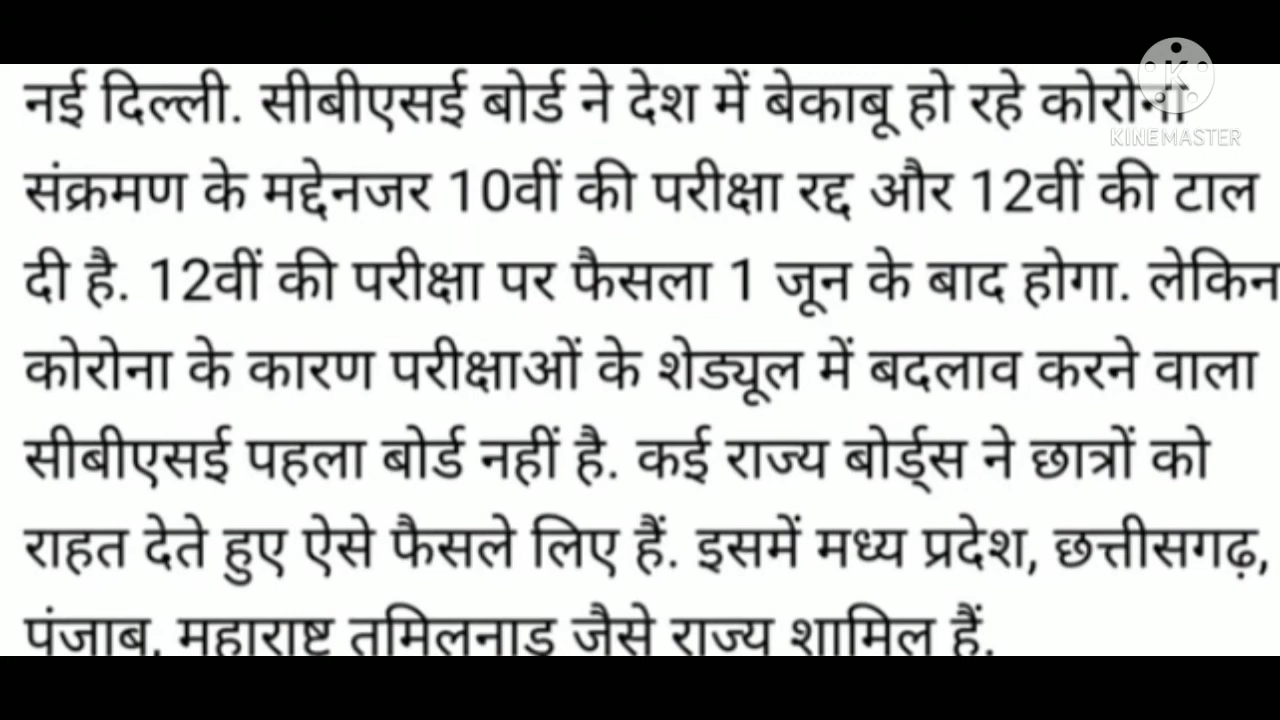 नई दिल्ली. सीबीएसई बोर्ड ने देश में बेकाबू हो रहे कोरोना
KINEMASTER
संक्रमण के मद्देनजर 10वीं की परीक्षा रद्द और 12वीं की टाल
दी है. 12वीं की परीक्षा पर फैसला 1 जून के बाद होगा. लेकिन
कोरोना के कारण परीक्षाओं के शेड्यूल में बदलाव करने वाला
सीबीएसई पहला बोर्ड नहीं है. कई राज्य बोर्ड्स ने छात्रों को
राहत देते हुए ऐसे फैसले लिए हैं. इसमें मध्य प्रदेश, छत्तीसगढ़,
पंजाब, महाराष्ट्र तमिलनाडु जैसे राज्य शामिल हैं.